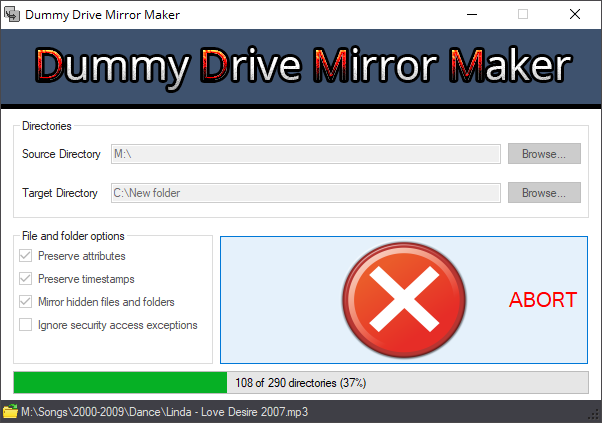 Dummy Drive Mirror Maker
Dummy Drive Mirror Maker
Directories
Source Directory M:\ Browse...
Target Directory C:\New folder Browse...
File and folder options
Preserve attributes
Preserve timestamps
Mirror hidden files and folders
Ignore security access exceptions
ABORT
108 of 290 directories (37%)
M:\Songs\2000-2009\Dance\Linda - Love Desire 2007.mp3